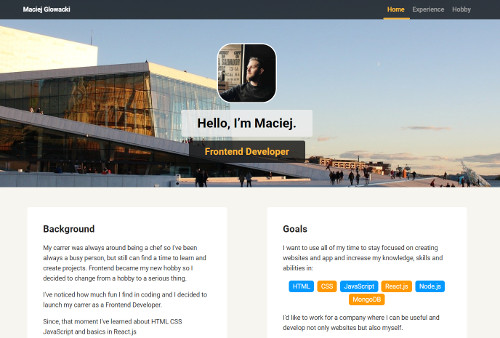 Maciej Glowacki
Home Experience Hobby
Hello, I'm Maciej.
Frontend Developer
Background
My carrer was always around being a chef so I've been
always a busy person, but still can find a time to learn and
create projects. Frontend became my new hobby so I
decided to change from a hobby to a serious thing.
I've noticed how much fun I find in coding and I decided to
launch my carrer as a Frontend Developer.
Since, that moment I've learned about HTML CSS
JavaScript and basics in React.js
Goals
I want to use all of my time to stay focused on creating
websites and app and increase my knowledge, skills and
abilities in:
HTML CSS JavaScript React.js Node.js
MongoDB
I'd like to work for a company where I can be useful and
develop not only websites but also myself.